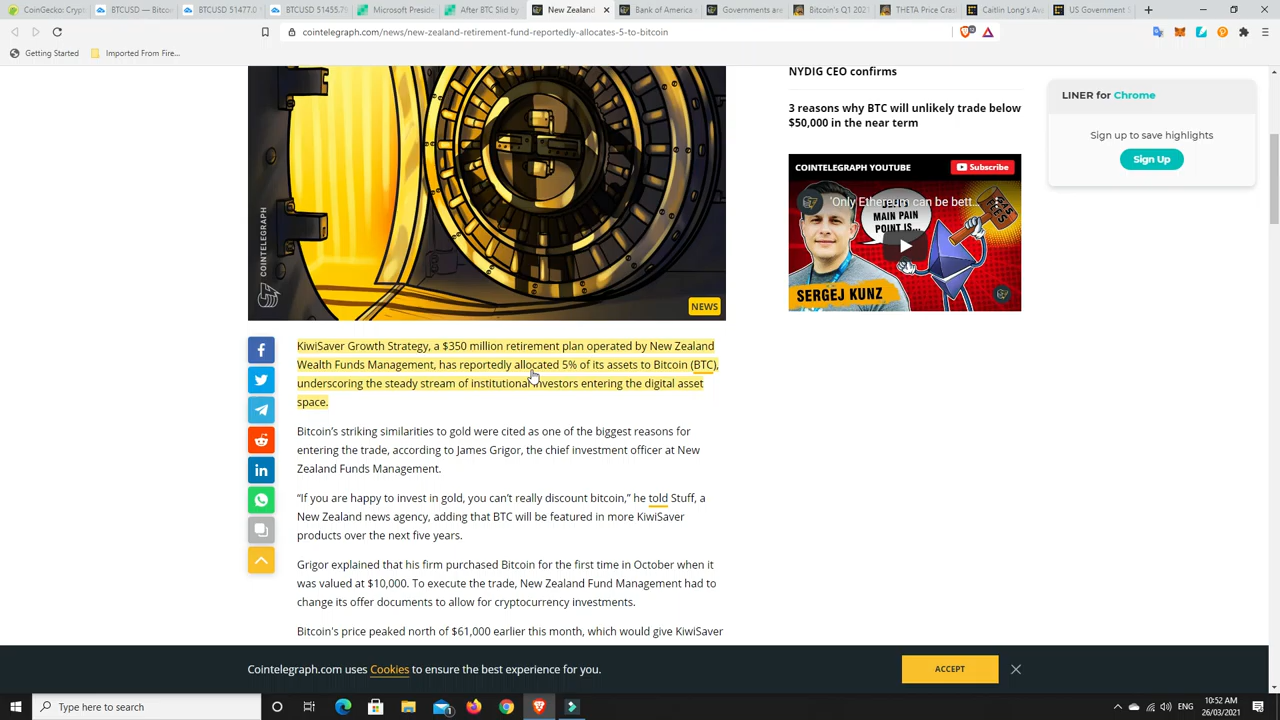 CoinGecko: Crypt
BTCUSD — Bitcoi
BTCUSD 51477.0
BTCUSD 51455.79
Microsoft Preside
After BTC Slid by
New Zealand
Bank of America
Governments are
Bitcoin's Q1 2021
THETA Price Cras
Caitlin Long's Ave
US Government S
cointelegraph.com/news/new-zealand-retirement-fund-reportedly-allocates-5-to-bitcoin
Getting Started
Imported From Fire...
NYDIG CEO confirms
3 reasons why BTC will unlikely trade below
$50,000 in the near term
LINER for Chrome
Sign up to save highlights
Sign Up
COINTELEGRAPH YOUTUBE
Subscribe
'Only Ethereum can be bett...
MAIN PAIN
POINT IS...
SERGEJ KUNZ
COINTELEGRAPH
NEWS
KiwiSaver Growth Strategy, a $350 million retirement plan operated by New Zealand
Wealth Funds Management, has reportedly allocated 5% of its assets to Bitcoin (BTC),
underscoring the steady stream of institutional investors entering the digital asset
space.
Bitcoin's striking similarities to gold were cited as one of the biggest reasons for
entering the trade, according to James Grigor, the chief investment officer at New
Zealand Funds Management.
“If you are happy to invest in gold, you can't really discount bitcoin,” he told Stuff, a
New Zealand news agency, adding that BTC will be featured in more KiwiSaver
products over the next five years.
Grigor explained that his firm purchased Bitcoin for the first time in October when it
was valued at $10,000. To execute the trade, New Zealand Fund Management had to
change its offer documents to allow for cryptocurrency investments.
Bitcoin's price peaked north of $61,000 earlier this month, which would give KiwiSaver
Cointelegraph.com uses Cookies to ensure the best experience for you.
ACCEPT
Type here to search
ENG
10:52 AM
26/03/2021